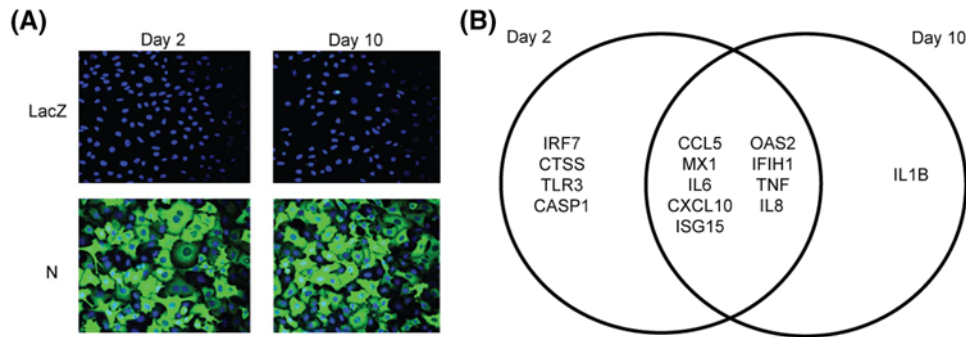 (A)
Day 2
Day 10
LacZ
N
(B)
Day 2
Day 10
IRF7
CTSS
TLR3
CASP1
CCL5
MX1
IL6
CXCL10
ISG15
OAS2
IFIH1
TNF
IL8
IL1B